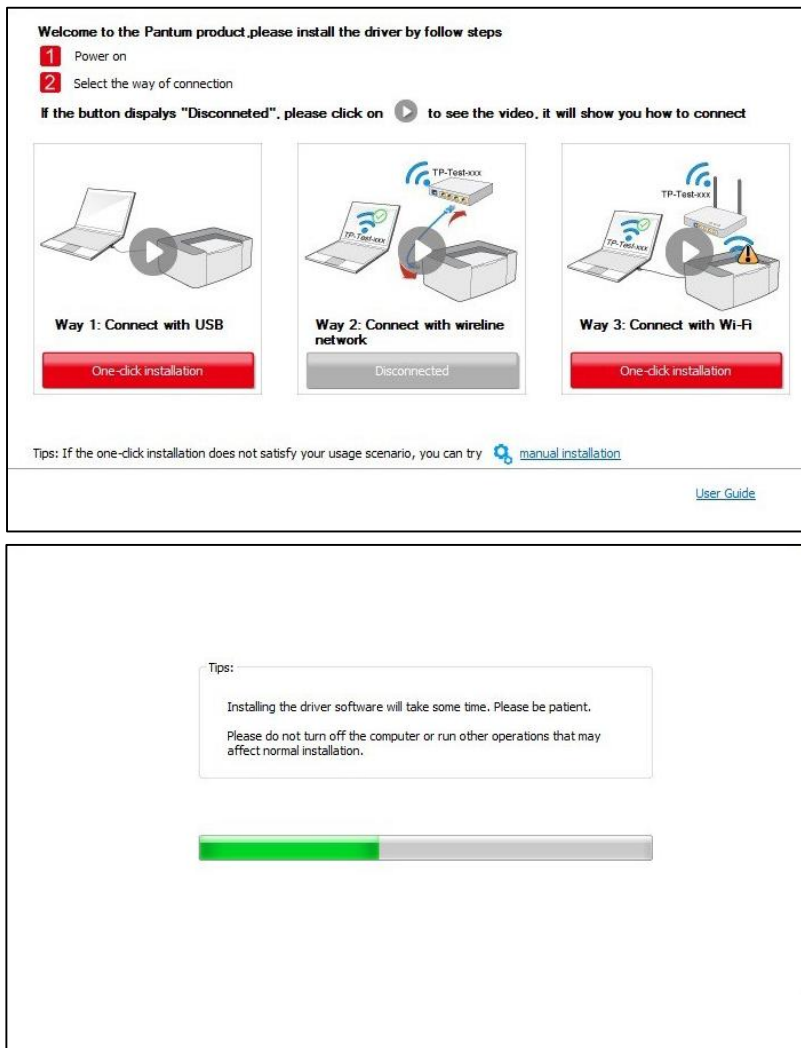 Welcome to the Pantum product,please install the driver by follow steps
1 Power on
2 Select the way of connection
If the button dispalys "Disconneted", please click on to see the video, it will show you how to connect
TP-Test-xxx
TP-Test-xxx
TP-Test-xxx
TP-Test-xxx
Way 1: Connect with USB
Way 2: Connect with wireline
network
Way 3: Connect with Wi-Fi
One-click installation
Disconnected
One-click installation
Tips: If the one-click installation does not satisfy your usage scenario, you can try manual installation
User Guide
Tips:
Installing the driver software will take some time. Please be patient.
Please do not turn off the computer or run other operations that may
affect normal installation.